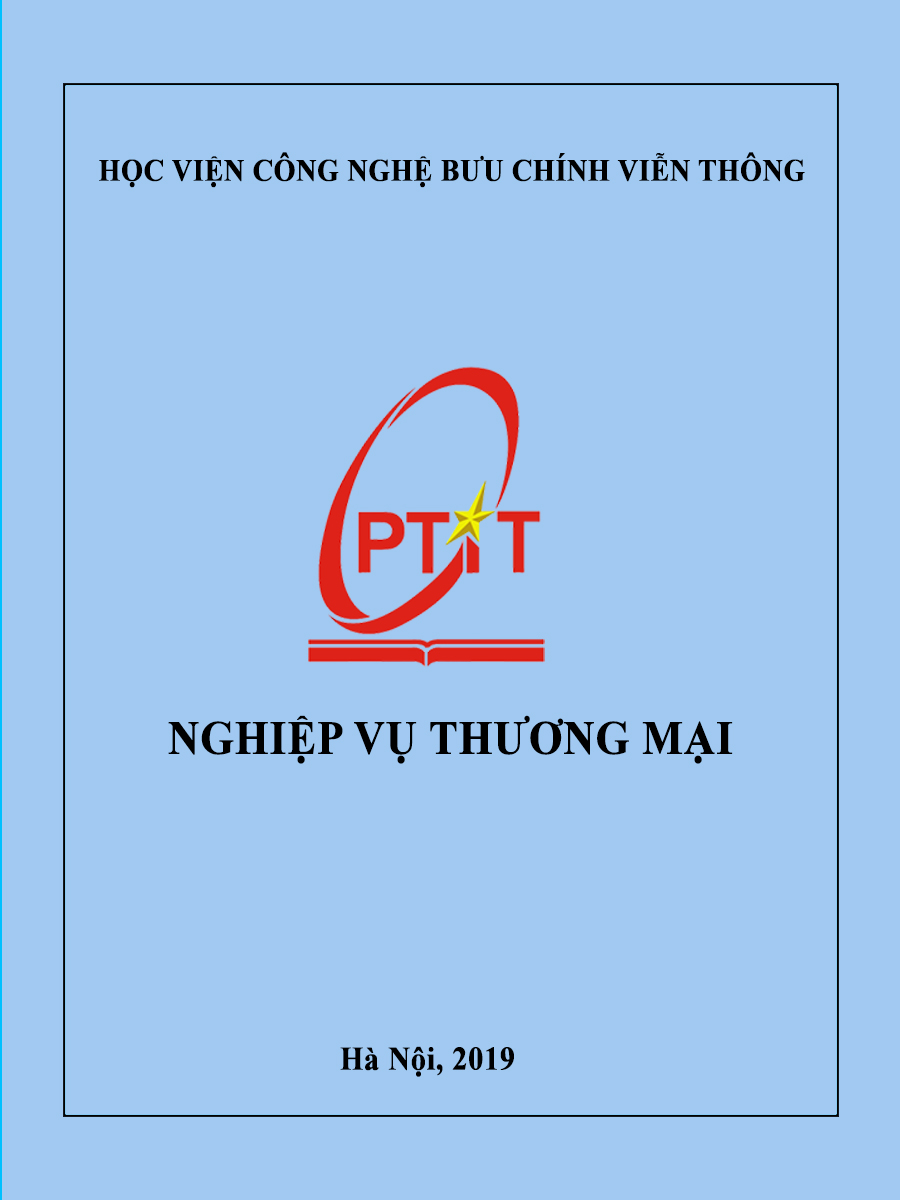 HỌC VIỆN CÔNG NGHỆ BƯU CHÍNH VIỄN THÔNG
PTIT
NGHIỆP VỤ THƯƠNG MẠI
Hà Nội, 2019